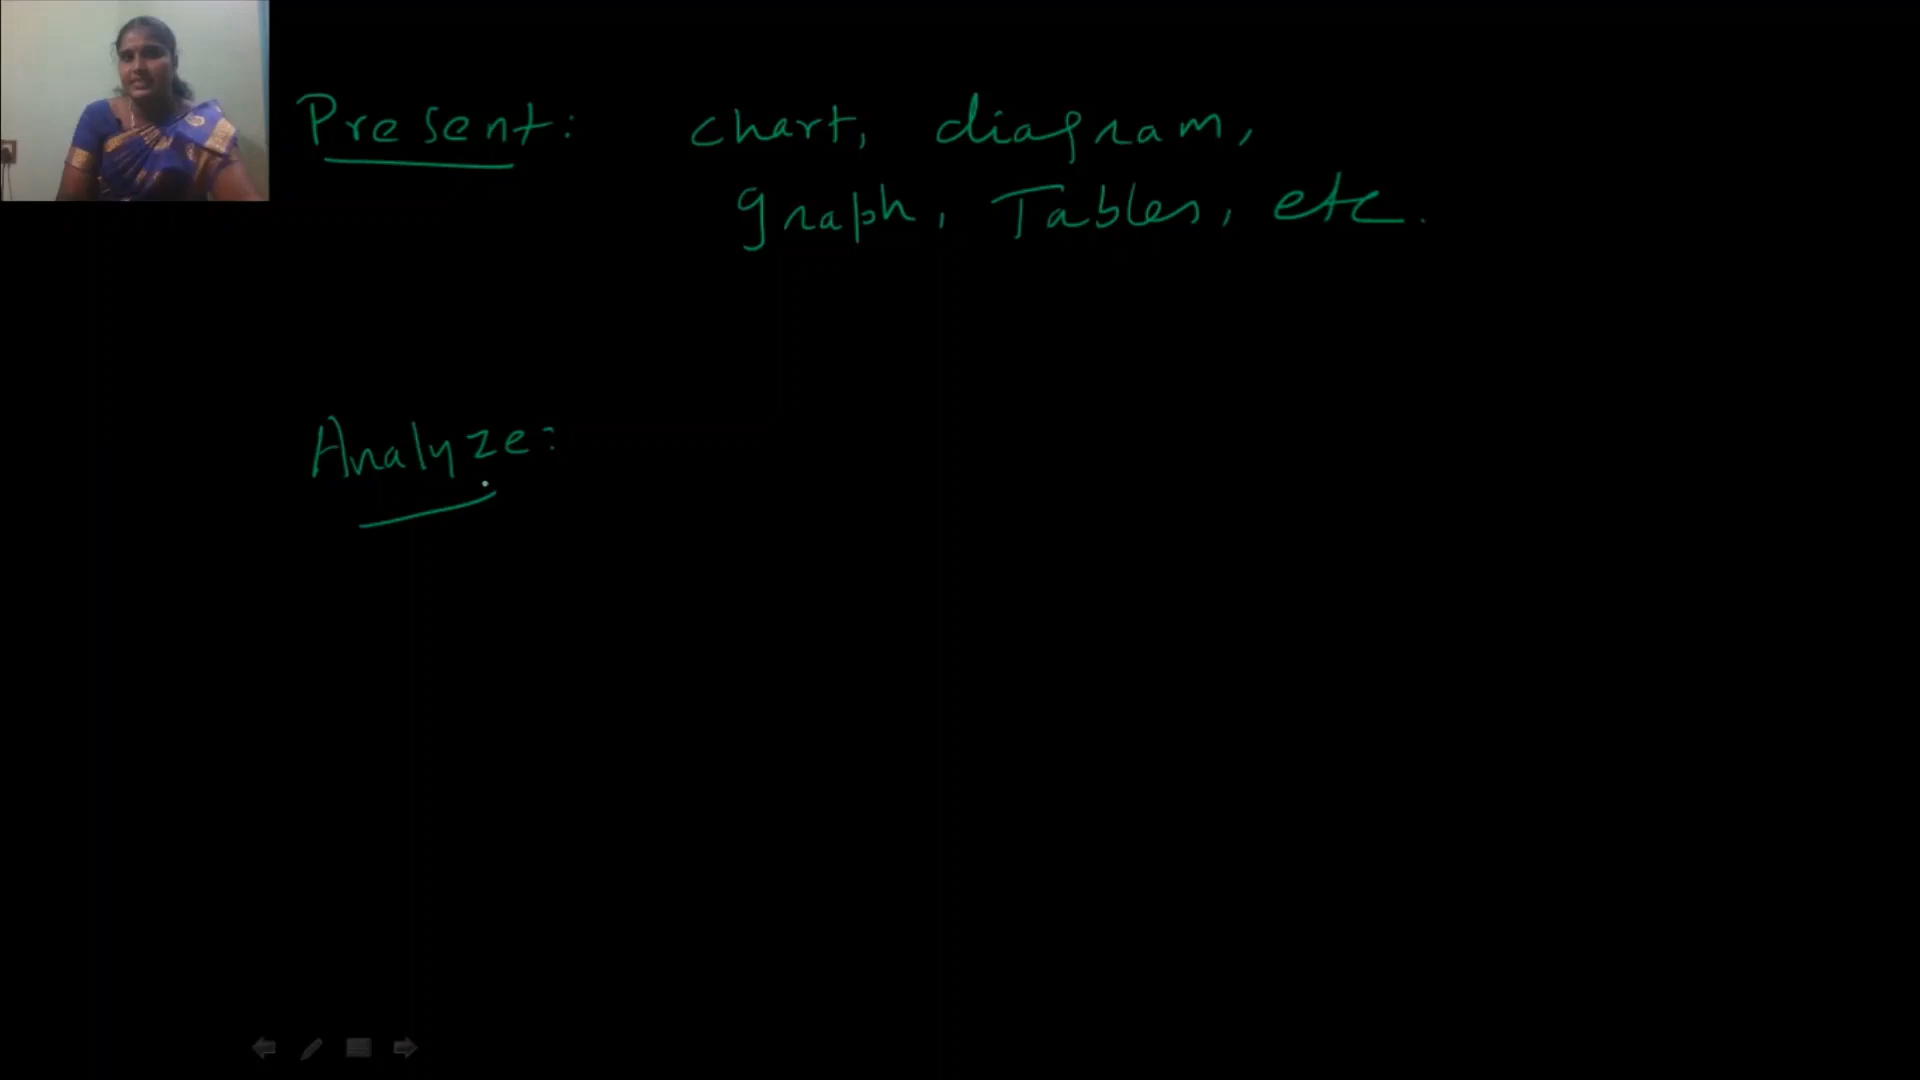 Present: chart, diagram,
graph, Tables, etc.
Analyze: